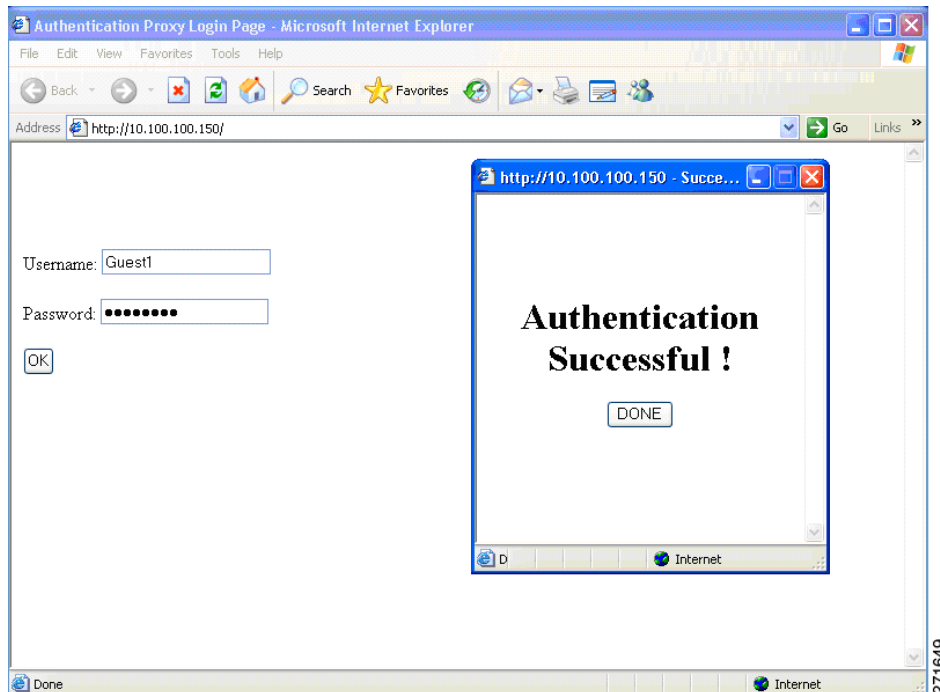 Authentication Proxy Login Page - Microsoft Internet Explorer
File Edit View Favorites Tools Help
Back Search Favorites
Address http://10.100.100.150/ Go Links »
http://10.100.100.150 - Succe...
Username: Guest1
Password: ●●●●●●●●
OK
Authentication
Successful !
DONE
D Internet
Done Internet
271649